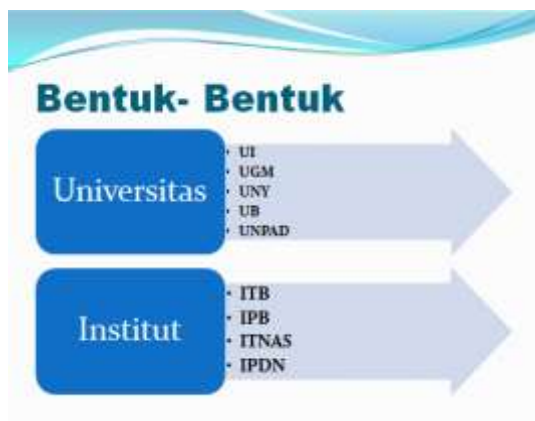 Bentuk- Bentuk
Universitas
• UI
• UGM
• UNY
• UB
• UNPAD
Institut
• ITB
• IPB
• ITNAS
• IPDN